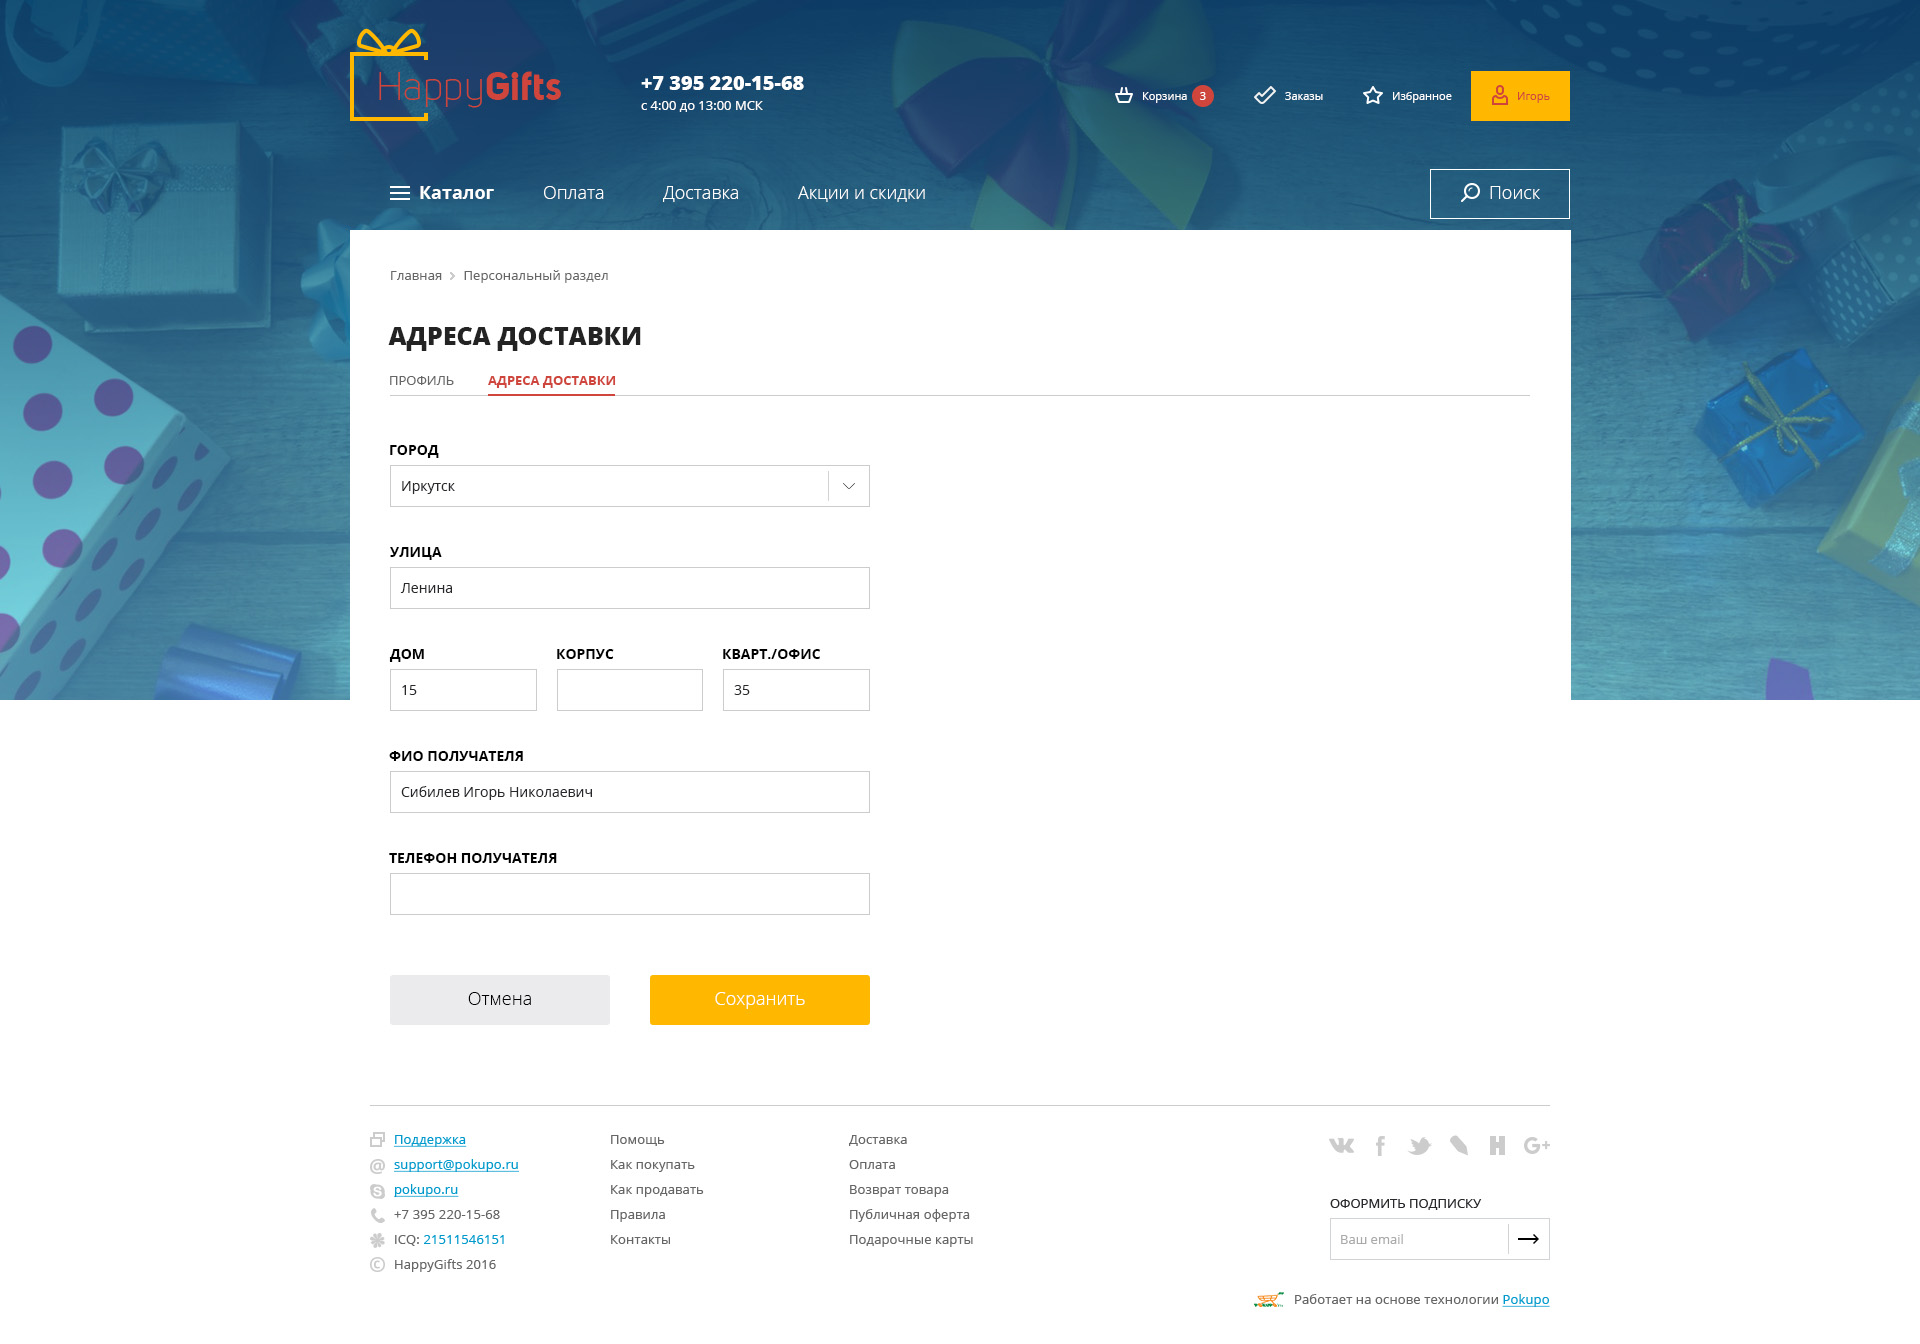 HappyGifts
+7 395 220-15-68
с 4:00 до 13:00 МСК
Корзина 3
Заказы
Избранное
Игорь
Каталог
Оплата
Доставка
Акции и скидки
Поиск
Главная
Персональный раздел
АДРЕСА ДОСТАВКИ
ПРОФИЛЬ
АДРЕСА ДОСТАВКИ
ГОРОД
Иркутск
УЛИЦА
Ленина
ДОМ
КОРПУС
КВАРТ./ОФИС
15
35
ФИО ПОЛУЧАТЕЛЯ
Сибилев Игорь Николаевич
ТЕЛЕФОН ПОЛУЧАТЕЛЯ
Отмена
Сохранить
Поддержка
support@pokupo.ru
pokupo.ru
+7 395 220-15-68
ICQ: 21511546151
HappyGifts 2016
Помощь
Как покупать
Как продавать
Правила
Контакты
Доставка
Оплата
Возврат товара
Публичная оферта
Подарочные карты
ОФОРМИТЬ ПОДПИСКУ
Ваш email
Работает на основе технологии Pokupo